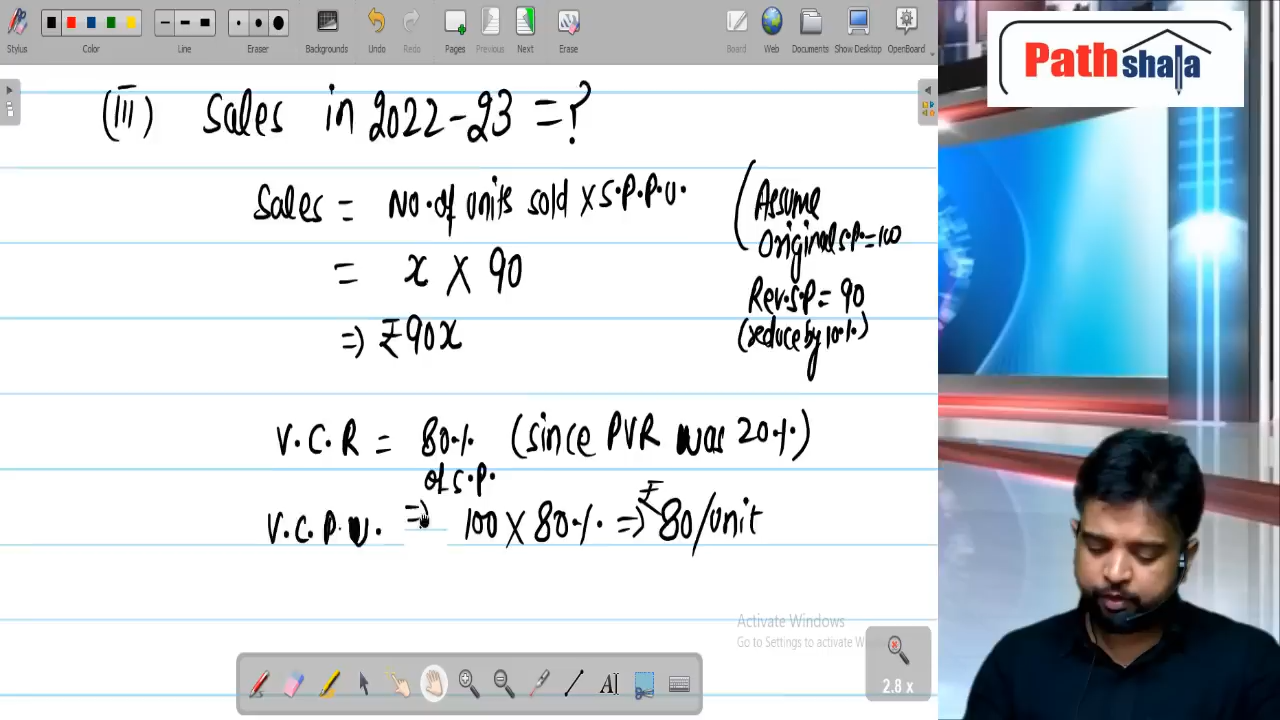 Stylus
Color
Line
Eraser
Backgrounds
Undo
Redo
Pages
Previous
Next
Erase
Board
Web
Documents
Show Desktop
OpenBoard
Path shala
(iii) Sales in 2022-23 = ?
Sales = No. of units sold X S.P.P.U.
= x X 90
=> ₹90x
(Assume
Original S.P. = 100
Rev. S.P = 90
(reduce by 10%)
V.C.R = 80% (since PVR was 20%)
of S.P.
V.C.P.U. => 100 X 80% => ₹80/unit
Activate Windows
Go to Settings to activate W
2.8 x